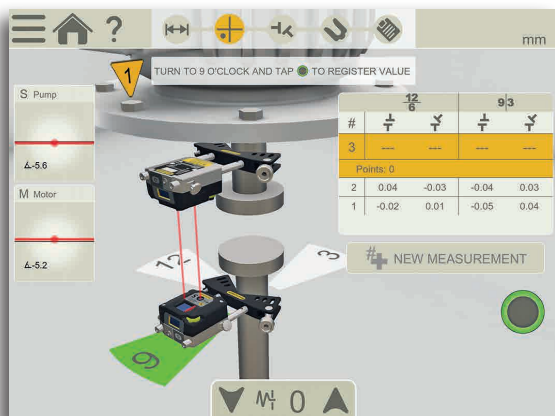 ?
mm
1
TURN TO 9 O'CLOCK AND TAP TO REGISTER VALUE
S Pump
∡-5.6
M Motor
∡-5.2
12
6
9 3
#
3 --- --- --- ---
Points: 0
2 0.04 -0.03 -0.04 0.03
1 -0.02 0.01 -0.05 0.04
# NEW MEASUREMENT
12
3
9
0